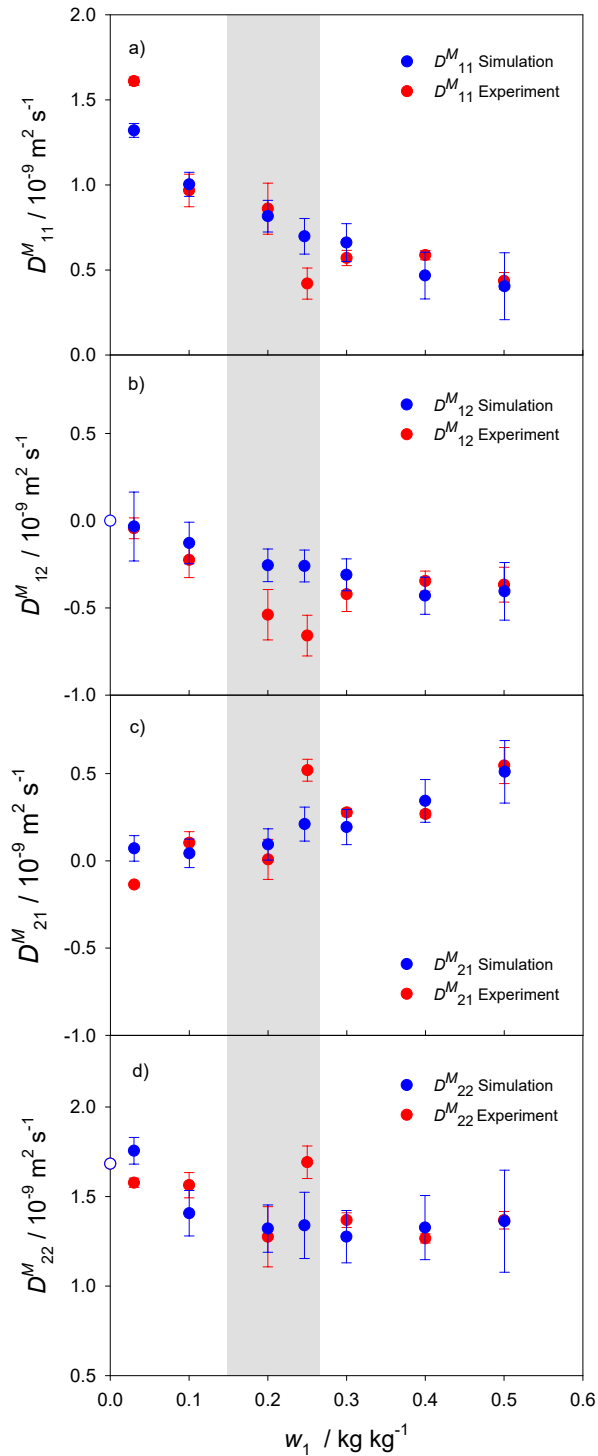 2.0
a)
D^M_11 Simulation
D^M_11 Experiment
1.5
1.0
0.5
0.0
D^M_11 / 10^-9 m^2 s^-1
b)
D^M_12 Simulation
D^M_12 Experiment
0.5
0.0
-0.5
-1.0
D^M_12 / 10^-9 m^2 s^-1
c)
0.5
0.0
-0.5
-1.0
D^M_21 / 10^-9 m^2 s^-1
D^M_21 Simulation
D^M_21 Experiment
d)
D^M_22 Simulation
D^M_22 Experiment
2.0
1.5
1.0
0.5
D^M_22 / 10^-9 m^2 s^-1
0.0 0.1 0.2 0.3 0.4 0.5 0.6
w_1 / kg kg^-1